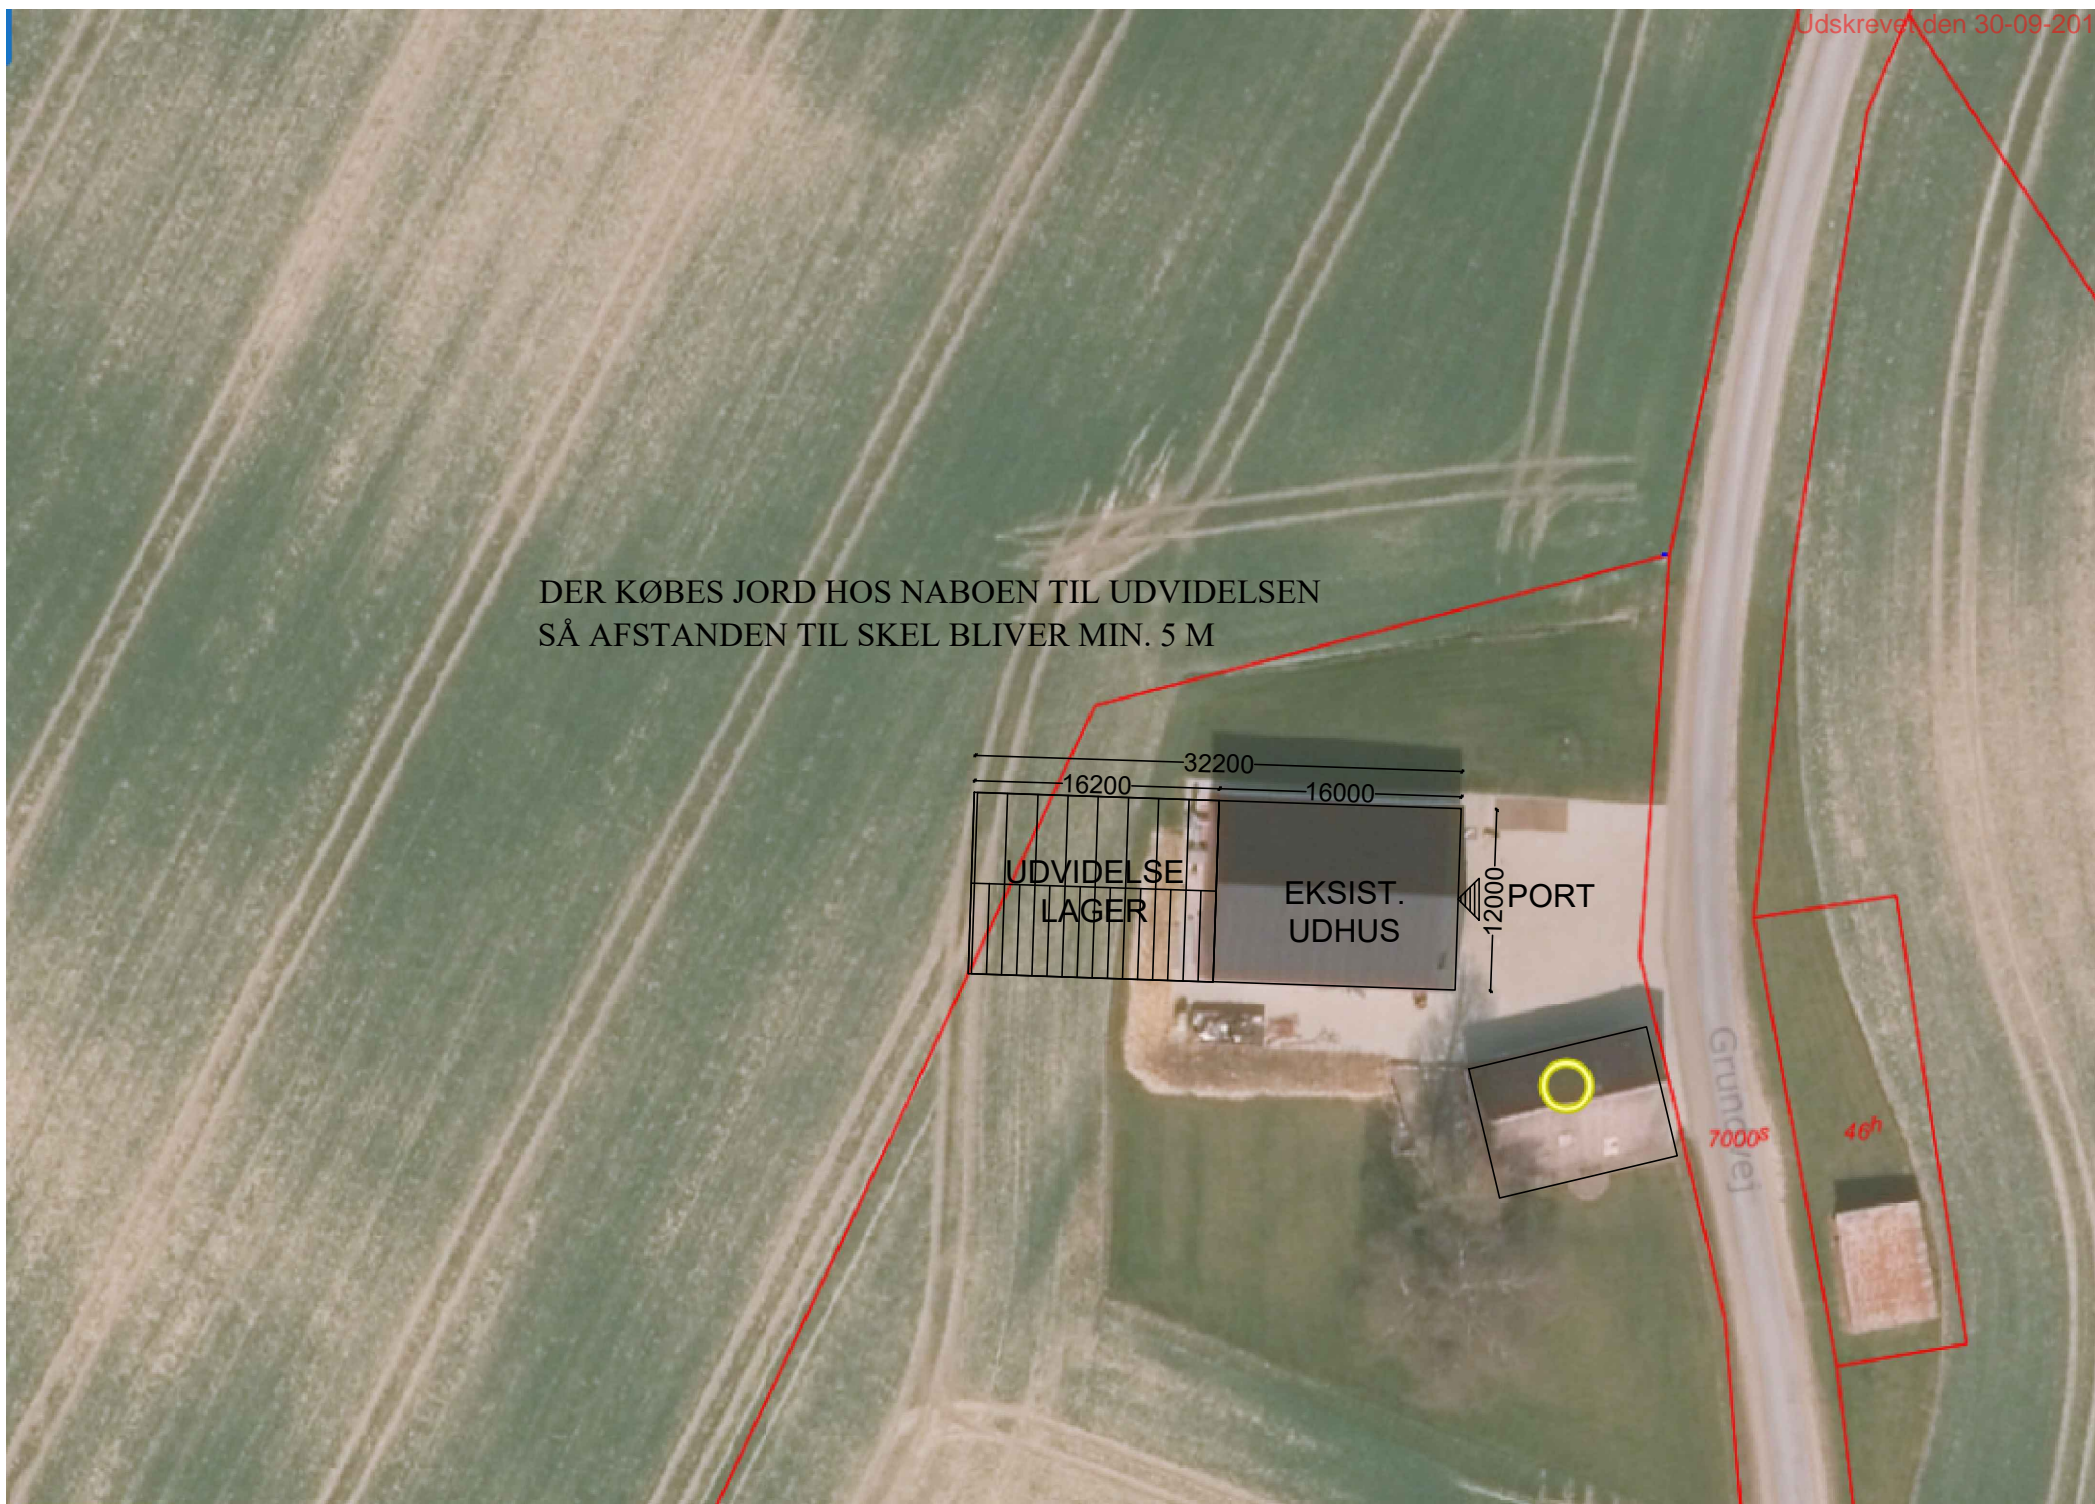 Udskrevet den 30-09-201
DER KØBES JORD HOS NABOEN TIL UDVIDELSEN
SÅ AFSTANDEN TIL SKEL BLIVER MIN. 5 M
32200
16200
16000
UDVIDELSE
LAGER
EKSIST.
UDHUS
12000
PORT
Grundvej
7000s
46h